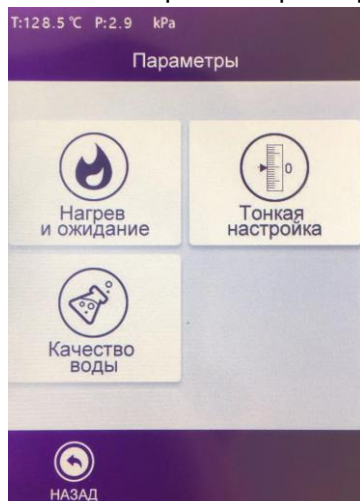 T:128.5℃ P:2.9 kPa
Параметры
Нагрев
и ожидание
0
Тонкая
настройка
Качество
воды
НАЗАД